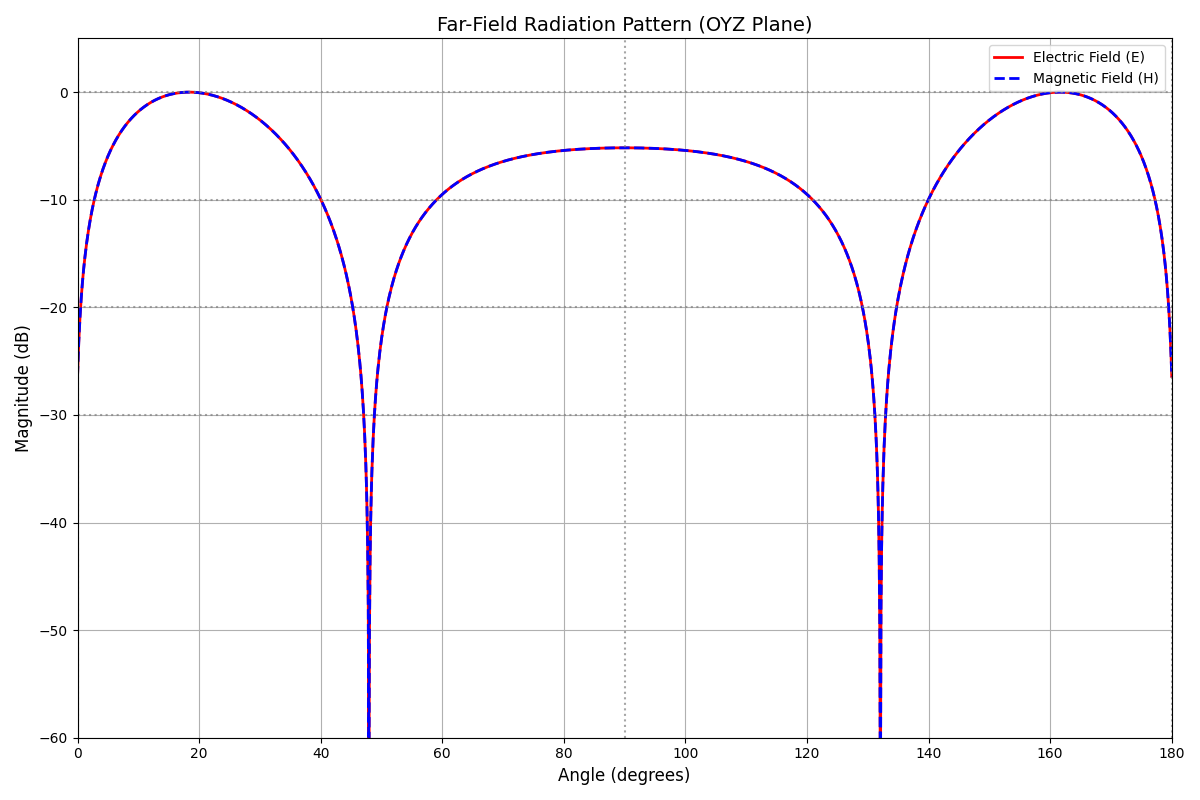 Far-Field Radiation Pattern (OYZ Plane)
Electric Field (E)
Magnetic Field (H)
Magnitude (dB)
0
−10
−20
−30
−40
−50
−60
0 20 40 60 80 100 120 140 160 180
Angle (degrees)